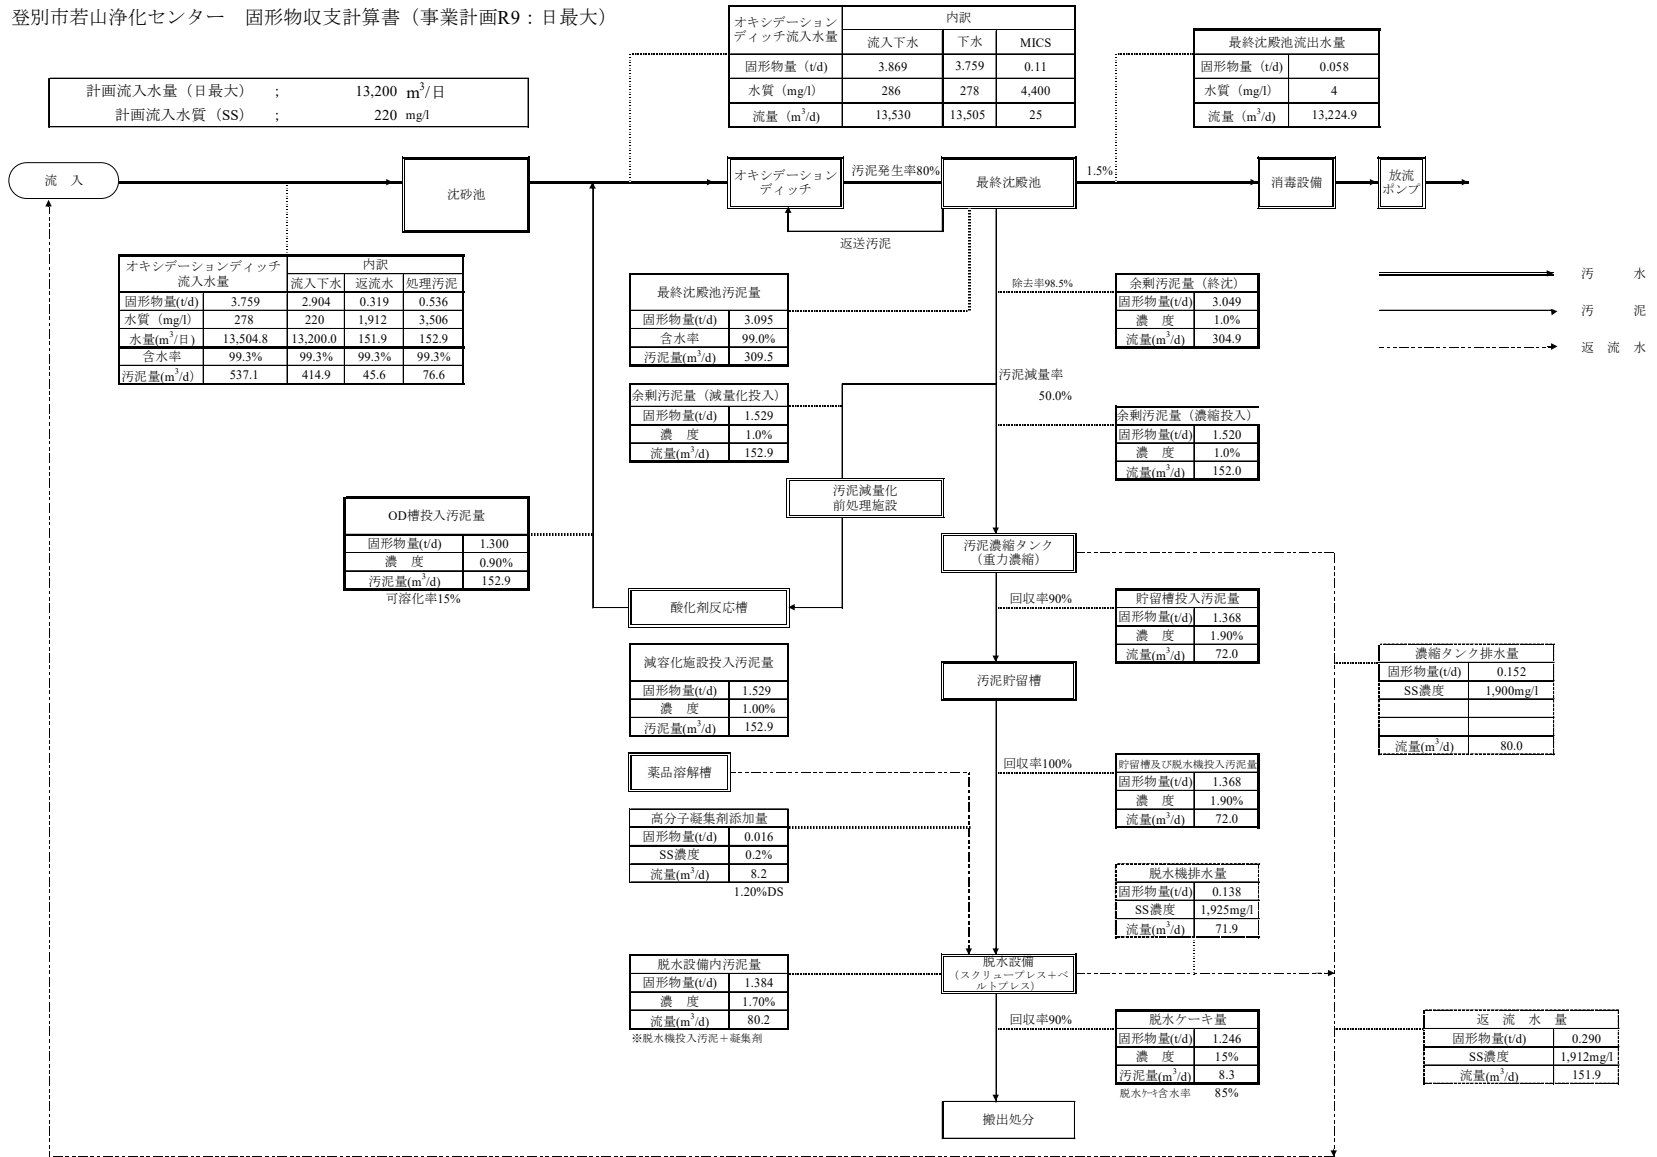 登別市若山浄化センター　固形物収支計算書（事業計画R9：日最大）
計画流入水量（日最大）　；　13,200　m³/日
計画流入水質（SS）　；　220　mg/l
オキシデーション
ディッチ流入水量
内訳
流入下水　下水　MICS
固形物量（t/d)　3.869　3.759　0.11
水質（mg/l）　286　278　4,400
流量（m³/d)　13,530　13,505　25
最終沈殿池流出水量
固形物量（t/d)　0.058
水質（mg/l）　4
流量（m³/d)　13,224.9
流　入
沈砂池
オキシデーション
ディッチ
汚泥発生率80%
最終沈殿池
1.5%
消毒設備
放流
ポンプ
返送汚泥
オキシデーションディッチ
流入水量
内訳
流入下水　返流水　処理汚泥
固形物量(t/d)　3.759　2.904　0.319　0.536
水質（mg/l）　278　220　1,912　3,506
水量(m³/日)　13,504.8　13,200.0　151.9　152.9
含水率　99.3%　99.3%　99.3%　99.3%
汚泥量(m³/d）　537.1　414.9　45.6　76.6
最終沈殿池汚泥量
固形物量(t/d)　3.095
含水率　99.0%
汚泥量(m³/d)　309.5
除去率98.5%
余剰汚泥量（終沈）
固形物量(t/d)　3.049
濃　度　1.0%
流量(m³/d)　304.9
汚　　水
汚　　泥
返　流　水
汚泥減量率
50.0%
余剰汚泥量（減量化投入）
固形物量(t/d)　1.529
濃　度　1.0%
流量(m³/d)　152.9
余剰汚泥量（濃縮投入）
固形物量(t/d)　1.520
濃　度　1.0%
流量(m³/d)　152.0
汚泥減量化
前処理施設
OD槽投入汚泥量
固形物量(t/d)　1.300
濃　度　0.90%
汚泥量(m³/d)　152.9
可溶化率15%
汚泥濃縮タンク
（重力濃縮）
酸化剤反応槽
回収率90%
貯留槽投入汚泥量
固形物量(t/d)　1.368
濃　度　1.90%
流量(m³/d)　72.0
減容化施設投入汚泥量
固形物量(t/d)　1.529
濃　度　1.00%
汚泥量(m³/d)　152.9
汚泥貯留槽
濃縮タンク排水量
固形物量(t/d)　0.152
SS濃度　1,900mg/l
流量(m³/d)　80.0
薬品溶解槽
回収率100%
貯留槽及び脱水機投入汚泥量
固形物量(t/d)　1.368
濃　度　1.90%
流量(m³/d)　72.0
高分子凝集剤添加量
固形物量(t/d)　0.016
SS濃度　0.2%
流量(m³/d)　8.2
1.20%DS
脱水機排水量
固形物量(t/d)　0.138
SS濃度　1,925mg/l
流量(m³/d)　71.9
脱水設備内汚泥量
固形物量(t/d)　1.384
濃　度　1.70%
流量(m³/d)　80.2
※脱水機投入汚泥＋凝集剤
脱水設備
（スクリュープレス＋ベ
ルトプレス）
回収率90%
脱水ケーキ量
固形物量(t/d)　1.246
濃　度　15%
汚泥量(m³/d)　8.3
脱水ｹｰｷ含水率　85%
返　流　水　量
固形物量(t/d)　0.290
SS濃度　1,912mg/l
流量(m³/d)　151.9
搬出処分